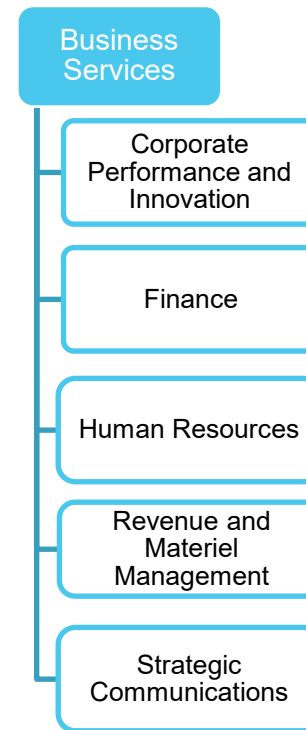 Business
Services
Corporate
Performance and
Innovation
Finance
Human Resources
Revenue and
Materiel
Management
Strategic
Communications